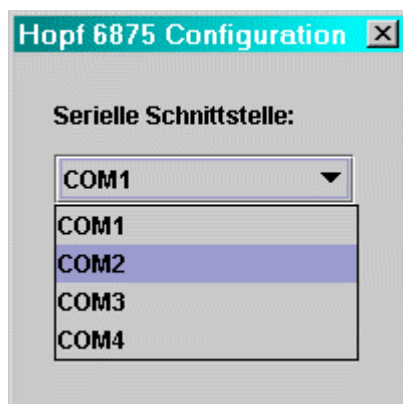 Hopf 6875 Configuration
Serielle Schnittstelle:
COM1
COM1
COM2
COM3
COM4